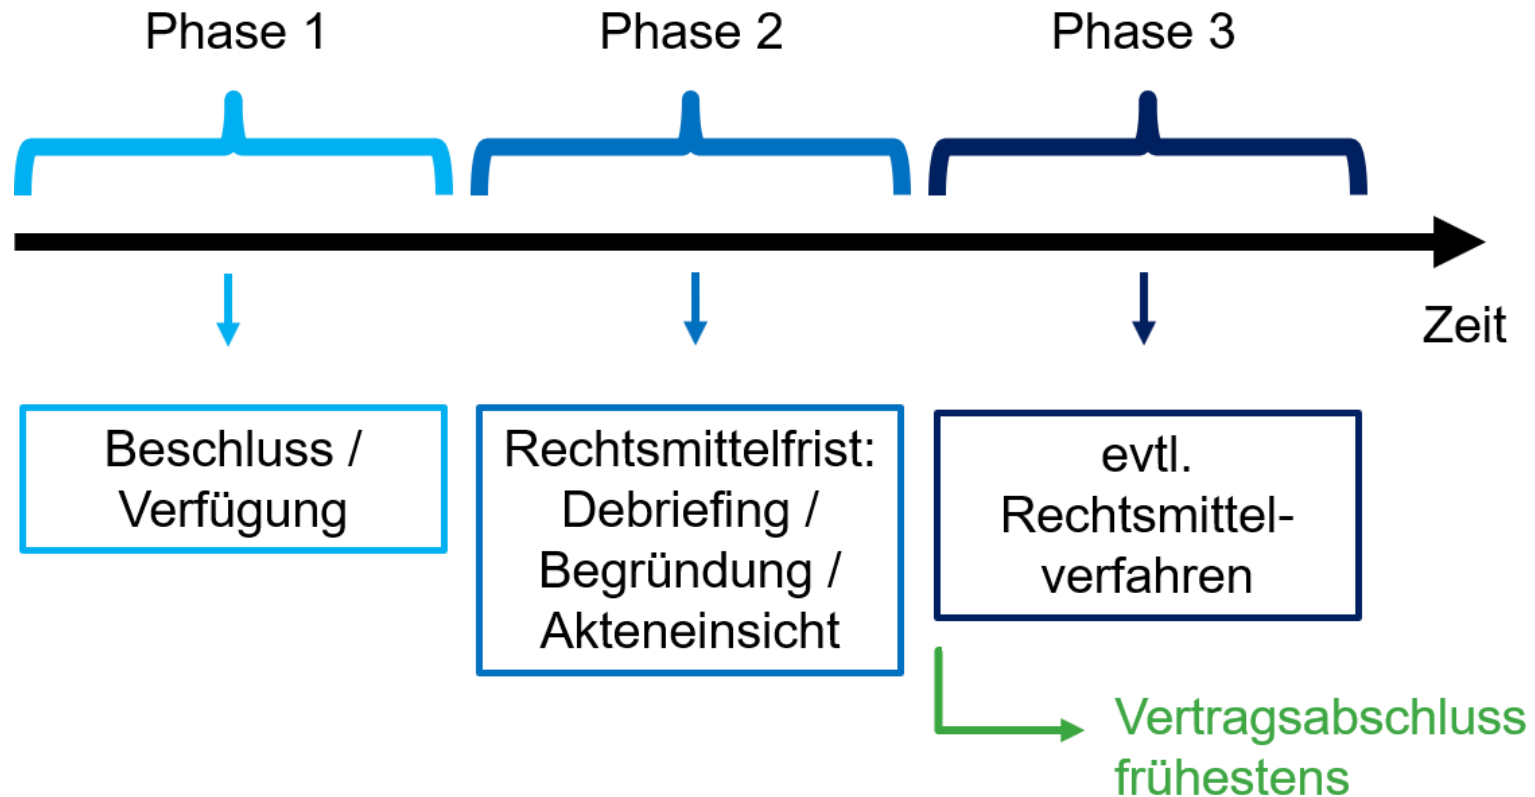 Phase 1
Phase 2
Phase 3
Zeit
Beschluss /
Verfügung
Rechtsmittelfrist:
Debriefing /
Begründung /
Akteneinsicht
evtl.
Rechtsmittel-
verfahren
Vertragsabschluss
frühestens